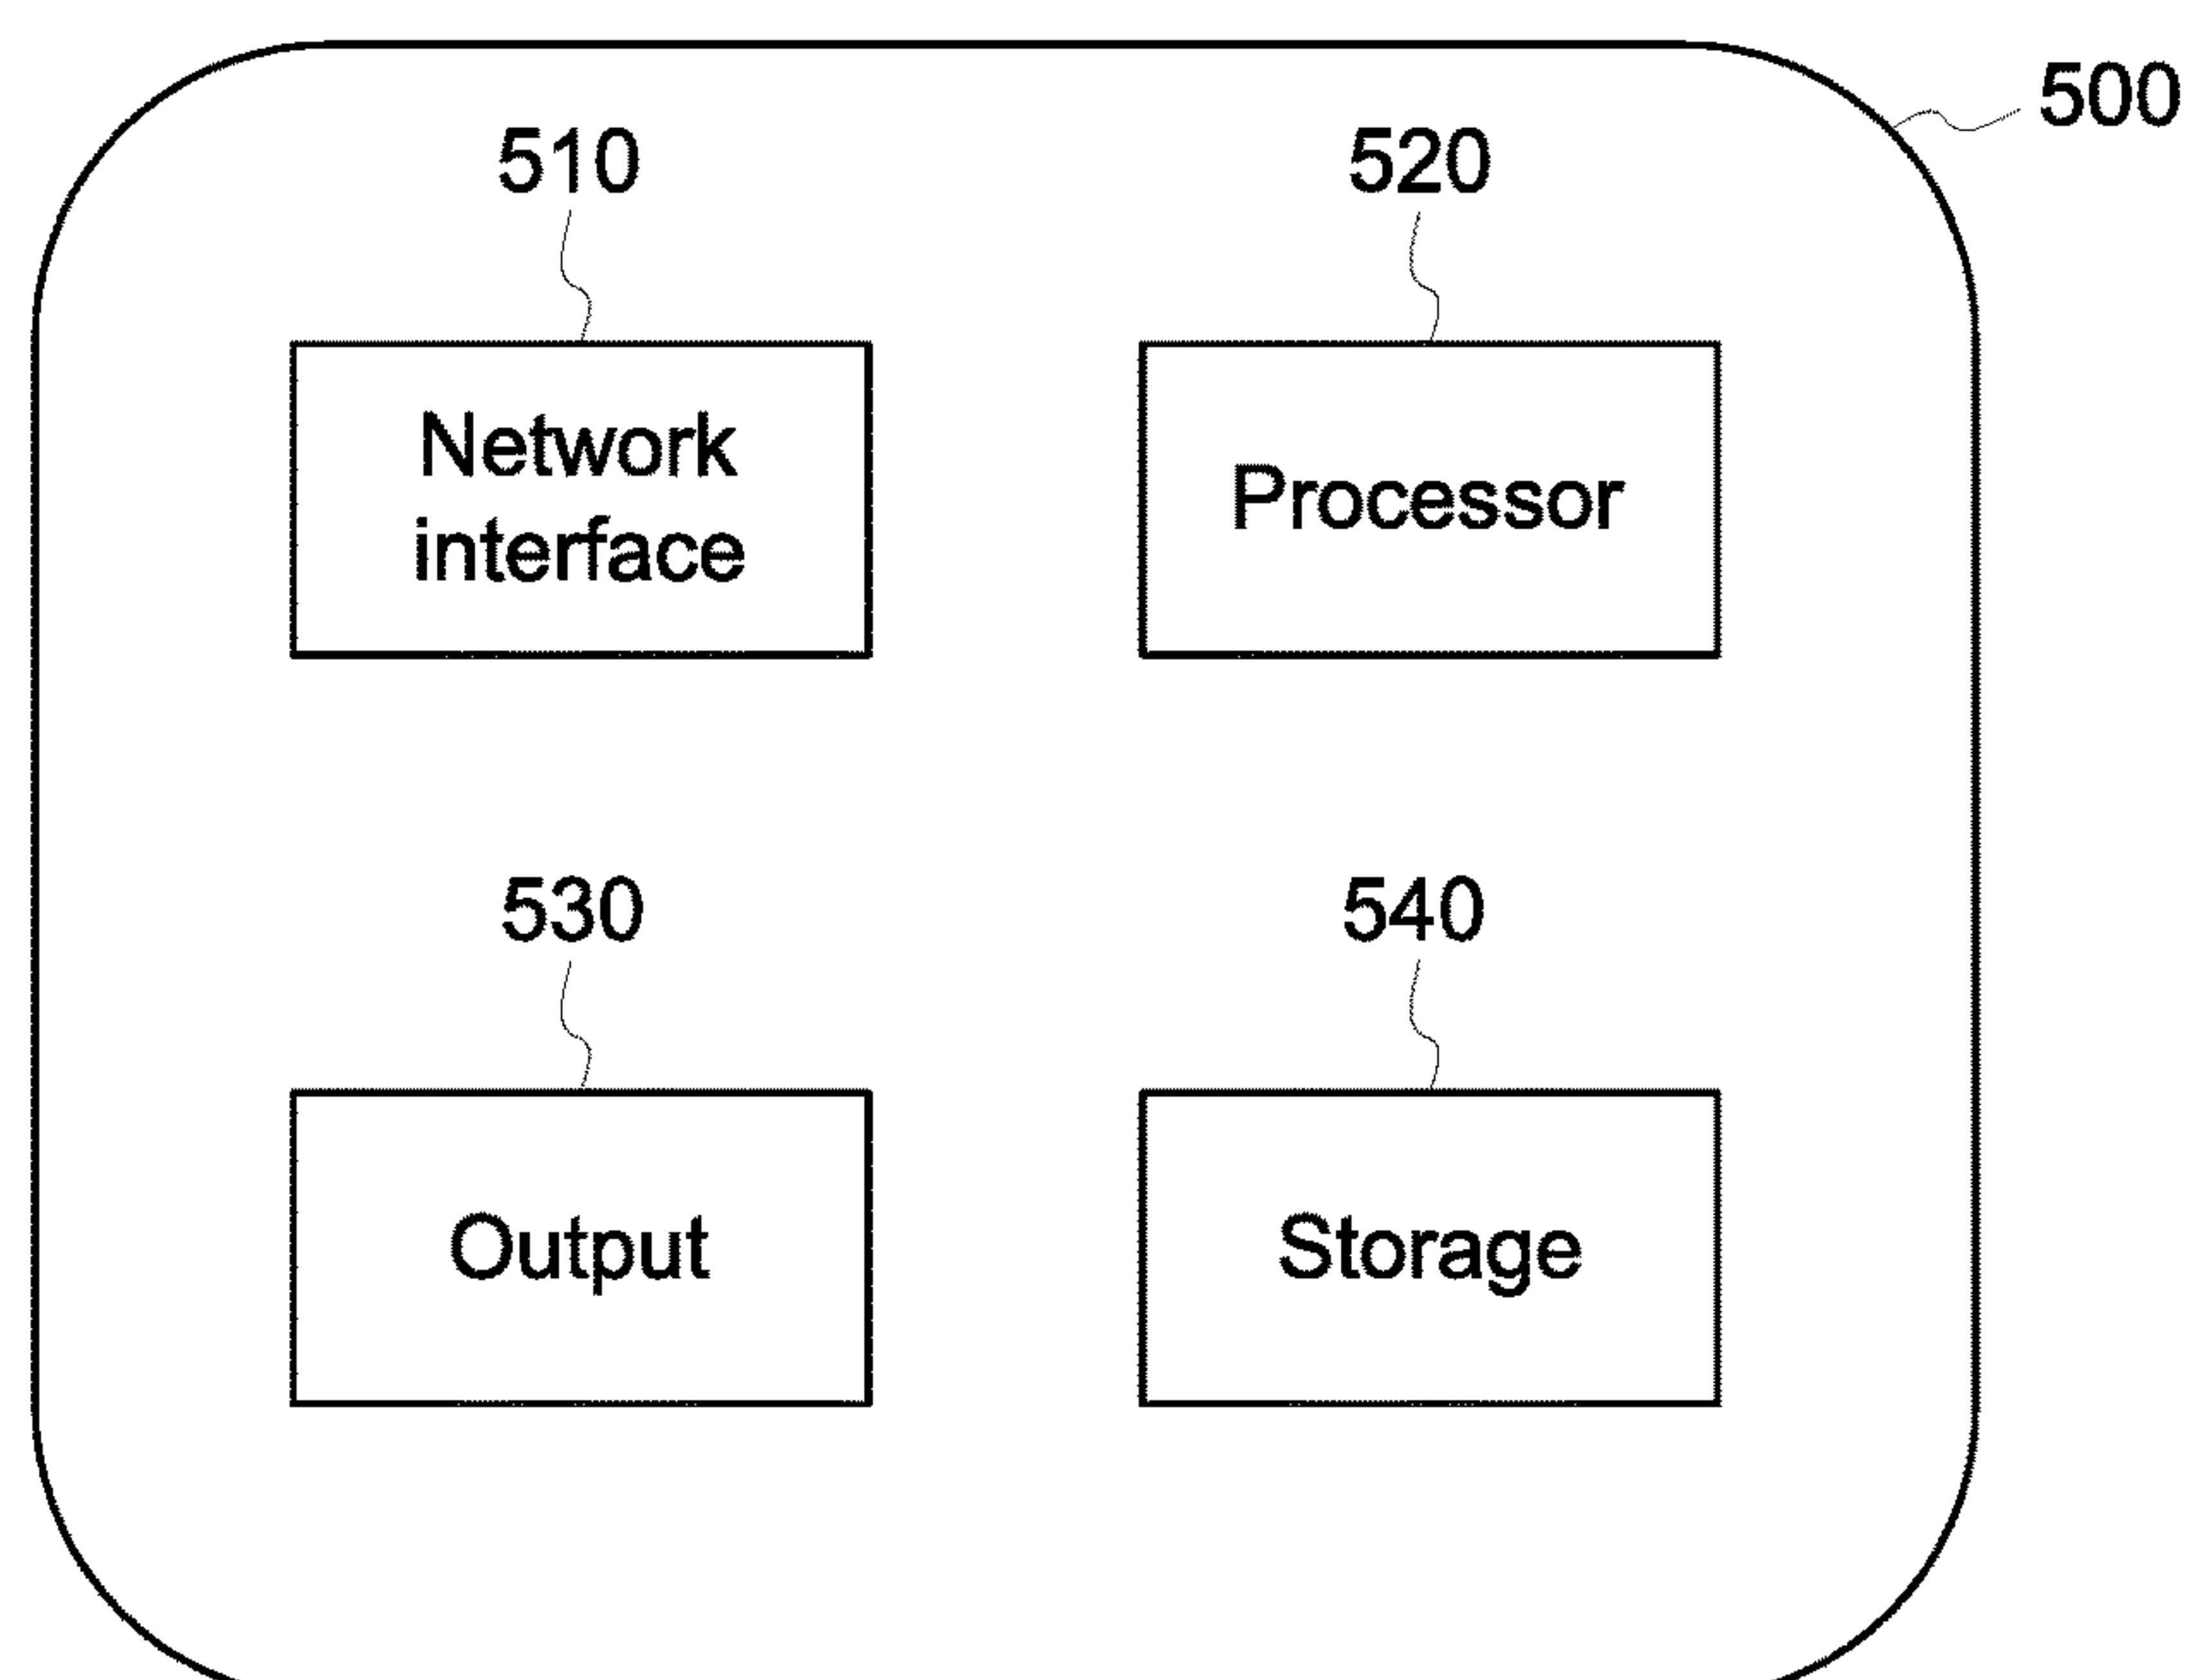 500
510
520
Network
interface
Processor
530
540
Output
Storage